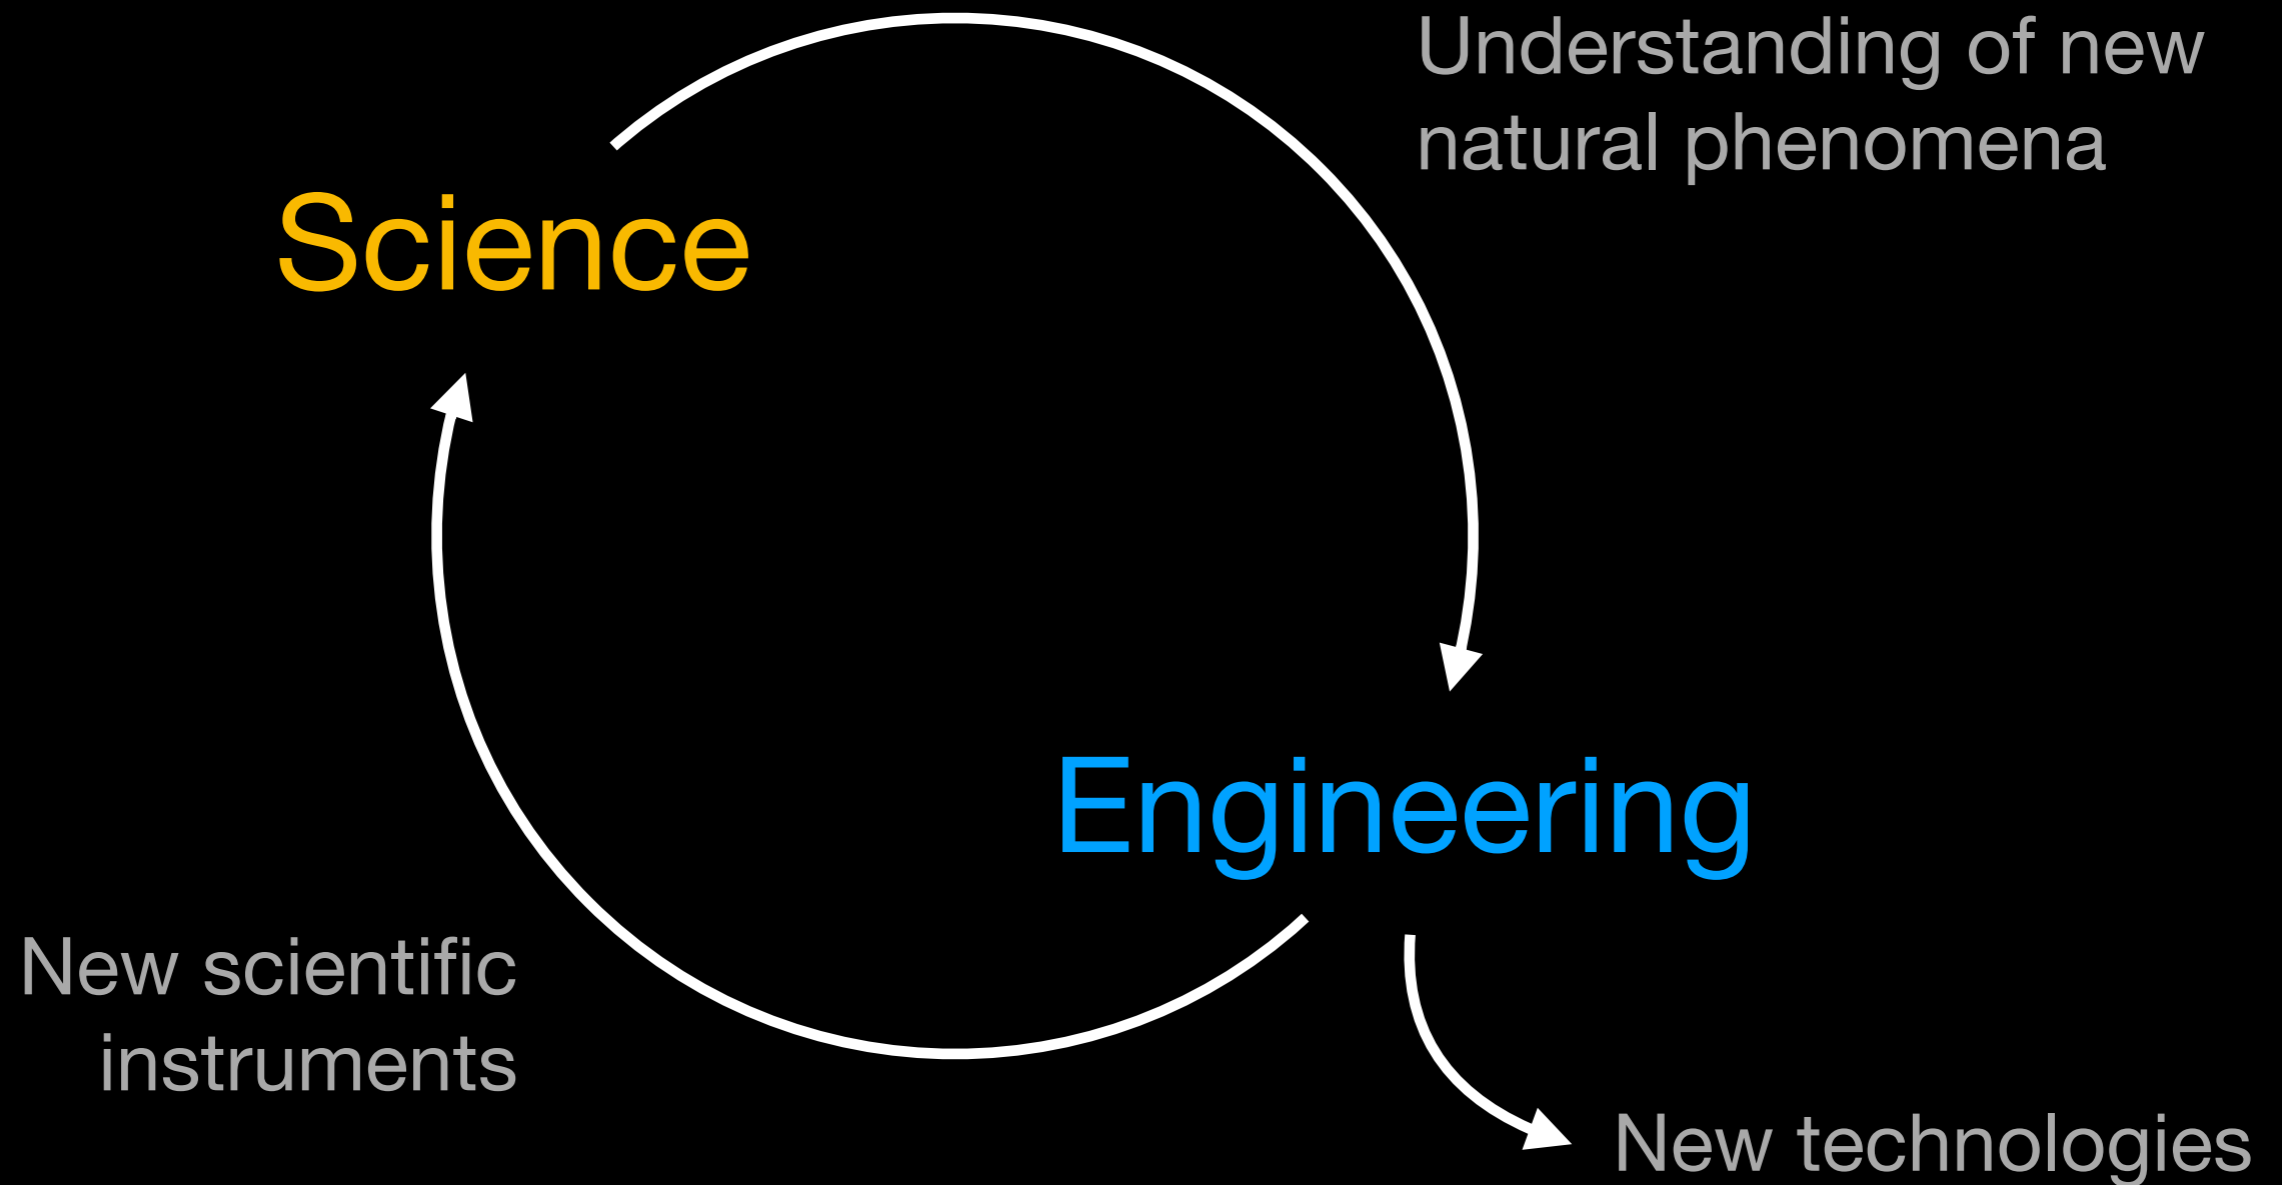 Understanding of new
natural phenomena
Science
Engineering
New scientific
instruments
New technologies